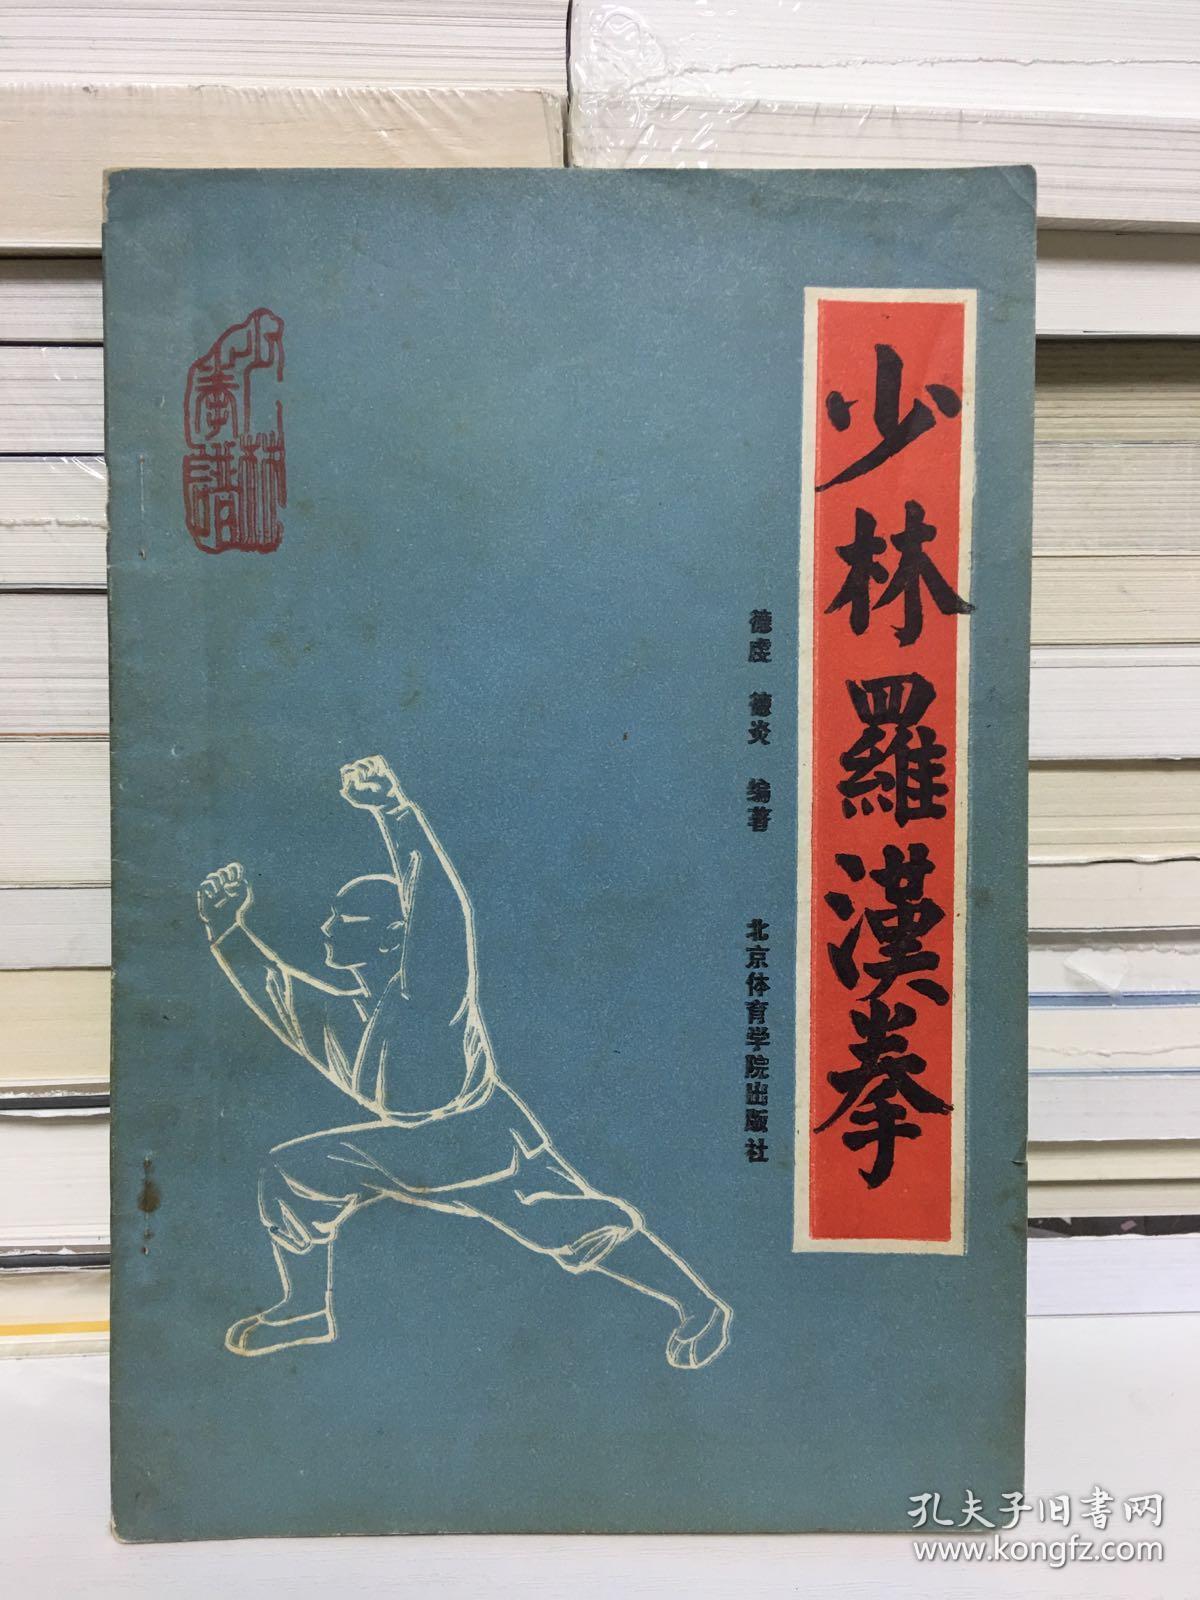 少林羅漢拳
德虔 德炎 编著 北京体育学院出版社
少林
拳譜
孔夫子旧書网
www.kongfz.com